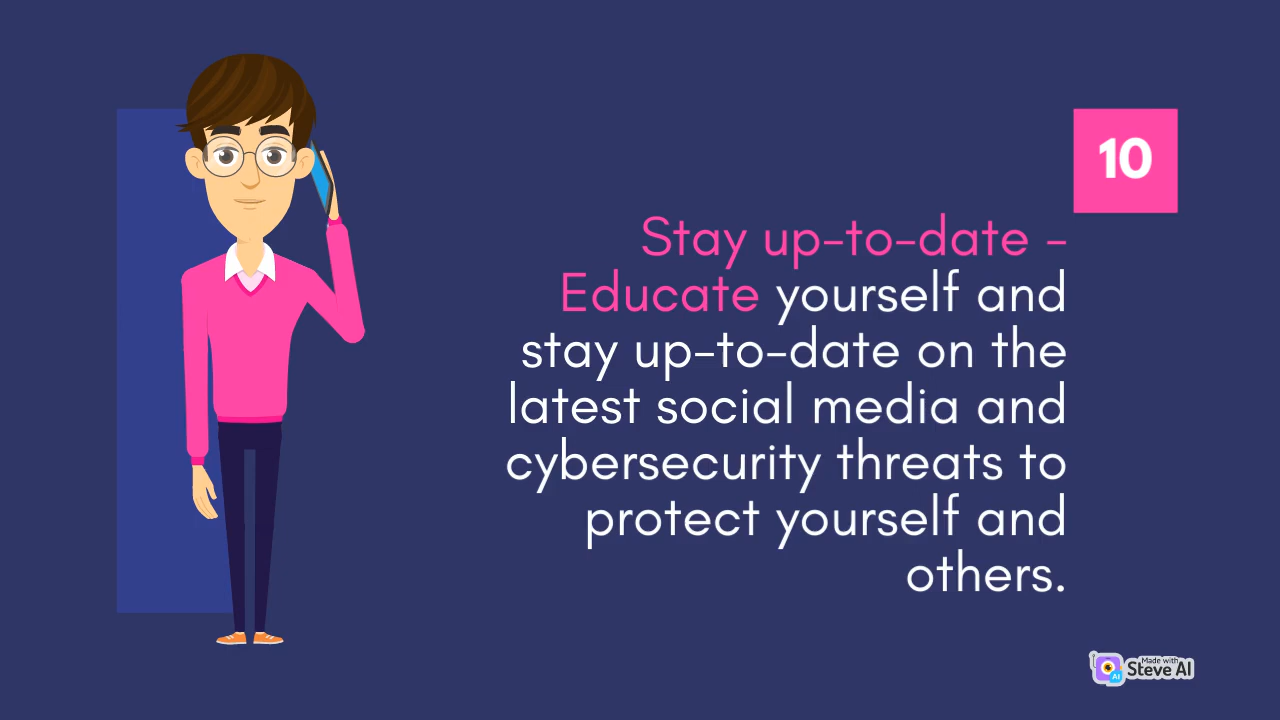 10
Stay up-to-date -
Educate yourself and
stay up-to-date on the
latest social media and
cybersecurity threats to
protect yourself and
others.
Made with
Steve AI
AI